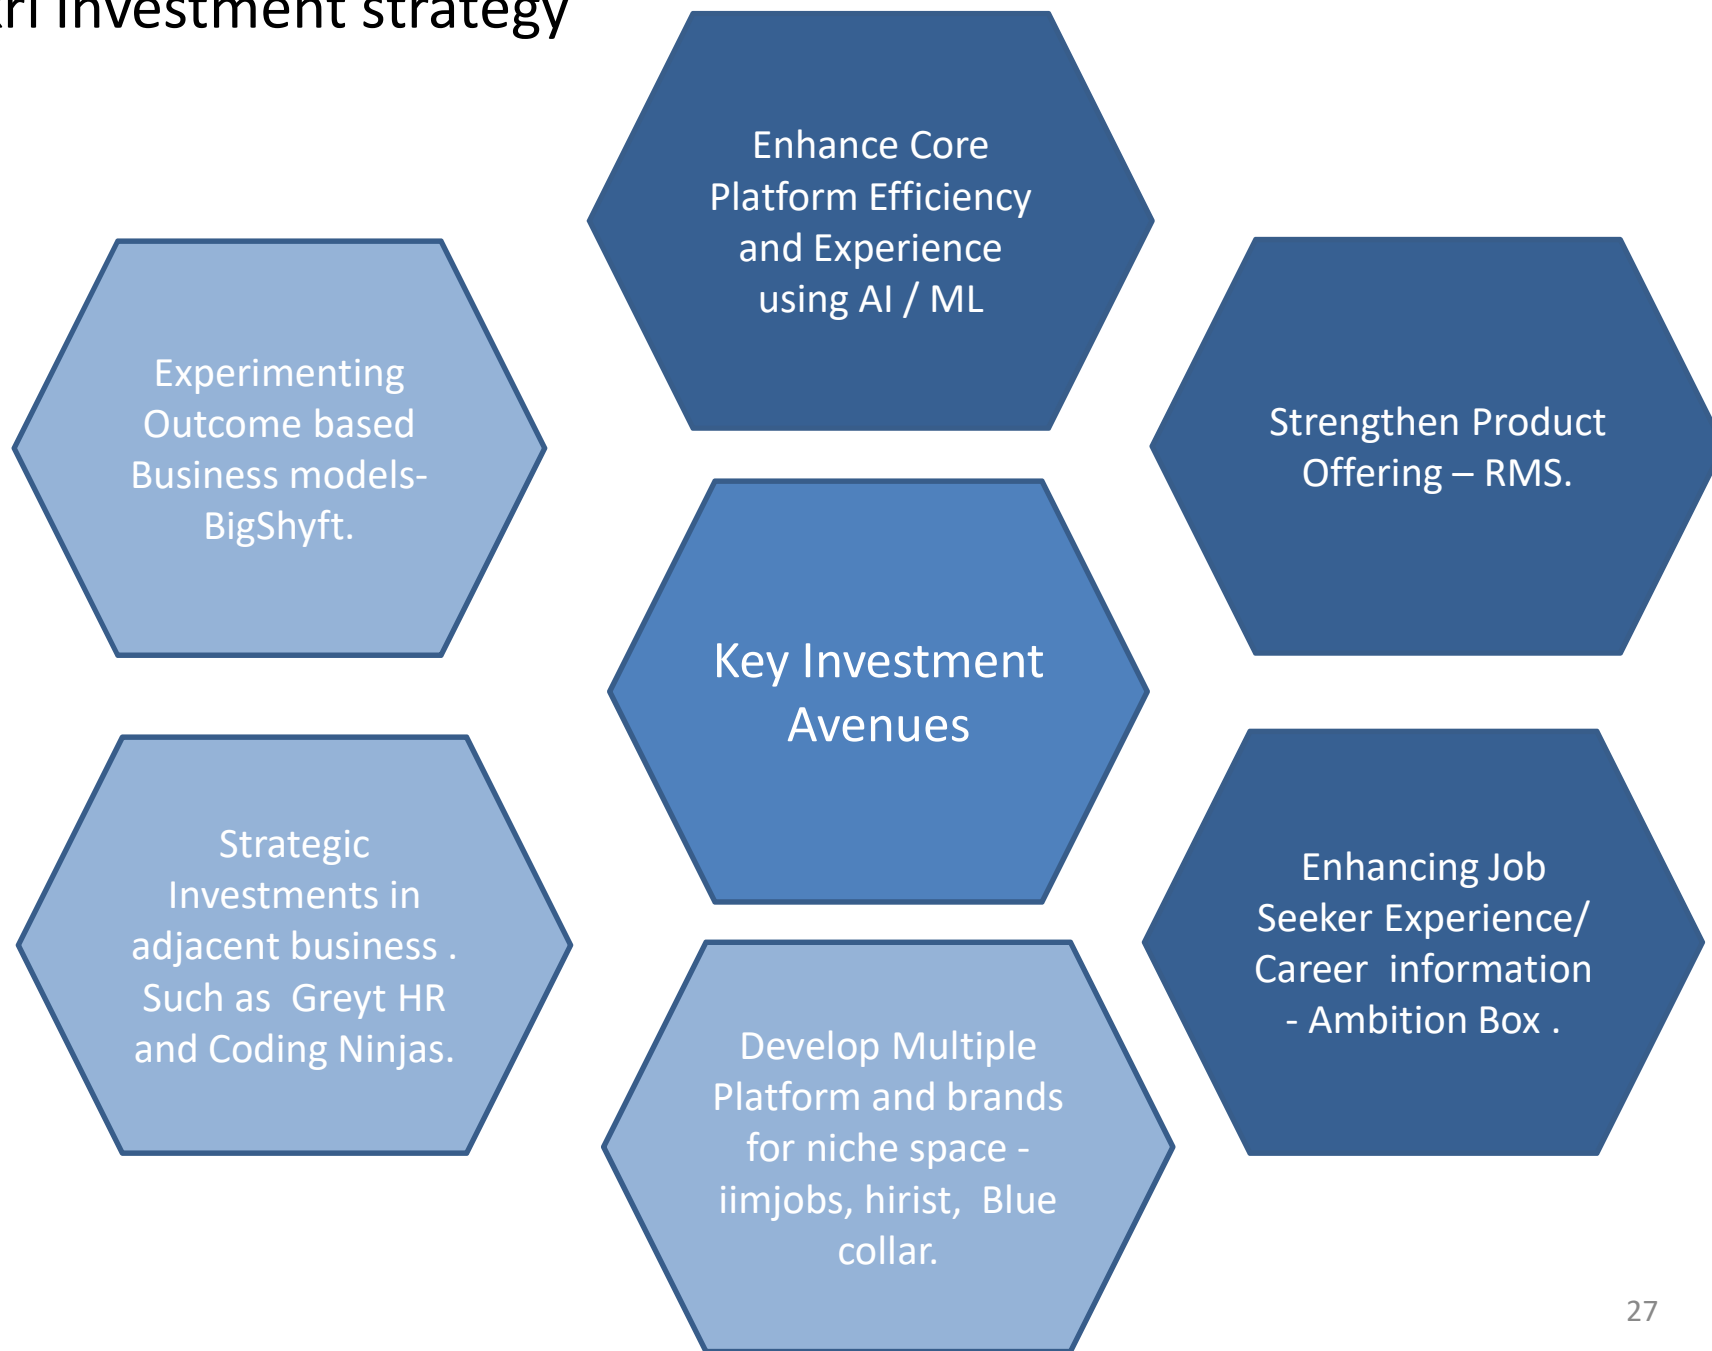 Investment strategy
Enhance Core
Platform Efficiency
and Experience
using AI / ML
Strengthen Product
Offering – RMS.
Enhancing Job
Seeker Experience/
Career  information
- Ambition Box .
Develop Multiple
Platform and brands
for niche space -
iimjobs, hirist,  Blue
collar.
Strategic
Investments in
adjacent business .
Such as  Greyt HR
and Coding Ninjas.
Experimenting
Outcome based
Business models-
BigShyft.
Key Investment
Avenues
27